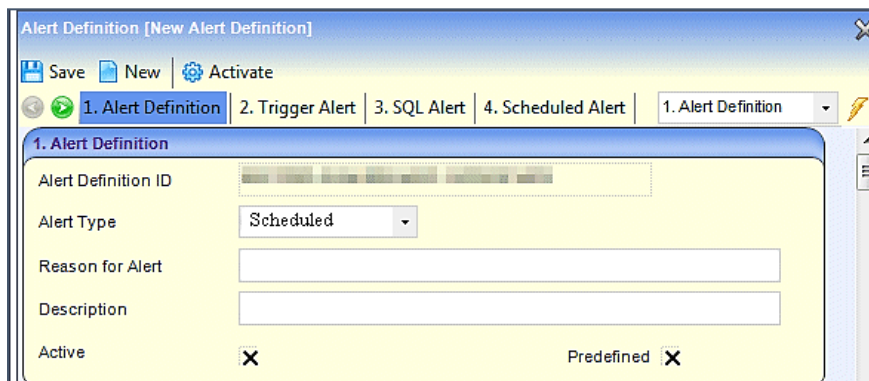 Alert Definition [New Alert Definition]
Save New Activate
1. Alert Definition 2. Trigger Alert 3. SQL Alert 4. Scheduled Alert 1. Alert Definition
1. Alert Definition
Alert Definition ID
Alert Type Scheduled
Reason for Alert
Description
Active Predefined